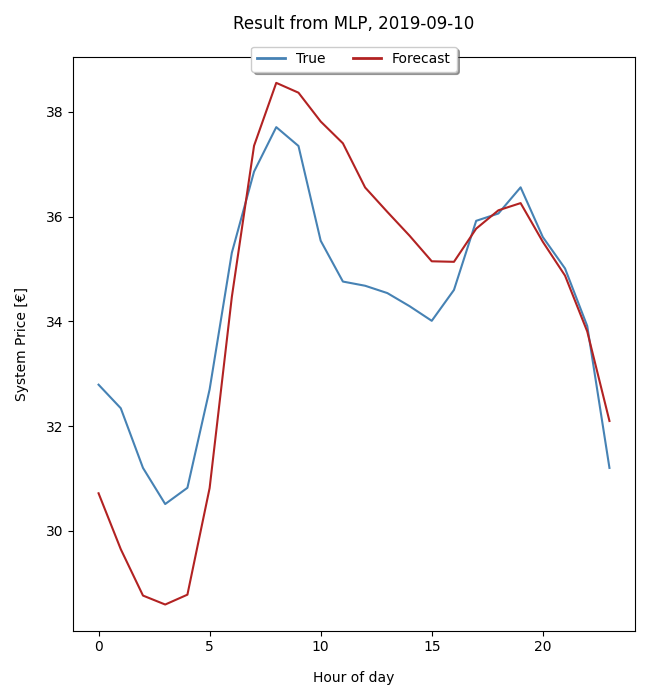 Result from MLP, 2019-09-10
True
Forecast
System Price [€]
38
36
34
32
30
0
5
10
15
20
Hour of day